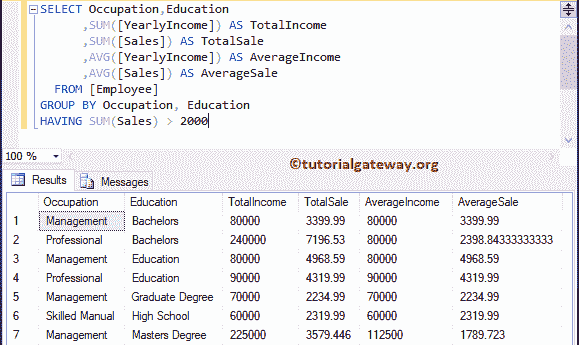 SELECT Occupation,Education
,SUM([YearlyIncome]) AS TotalIncome
,SUM([Sales]) AS TotalSale
,AVG([YearlyIncome]) AS AverageIncome
,AVG([Sales]) AS AverageSale
FROM [Employee]
GROUP BY Occupation, Education
HAVING SUM(Sales) > 2000
100 %
©tutorialgateway.org
Results Messages
Occupation Education TotalIncome TotalSale AverageIncome AverageSale
1 Management Bachelors 80000 3399.99 80000 3399.99
2 Professional Bachelors 240000 7196.53 80000 2398.84333333333
3 Management Education 80000 4968.59 80000 4968.59
4 Professional Education 90000 4319.99 90000 4319.99
5 Management Graduate Degree 70000 2234.99 70000 2234.99
6 Skilled Manual High School 60000 2319.99 60000 2319.99
7 Management Masters Degree 225000 3579.446 112500 1789.723